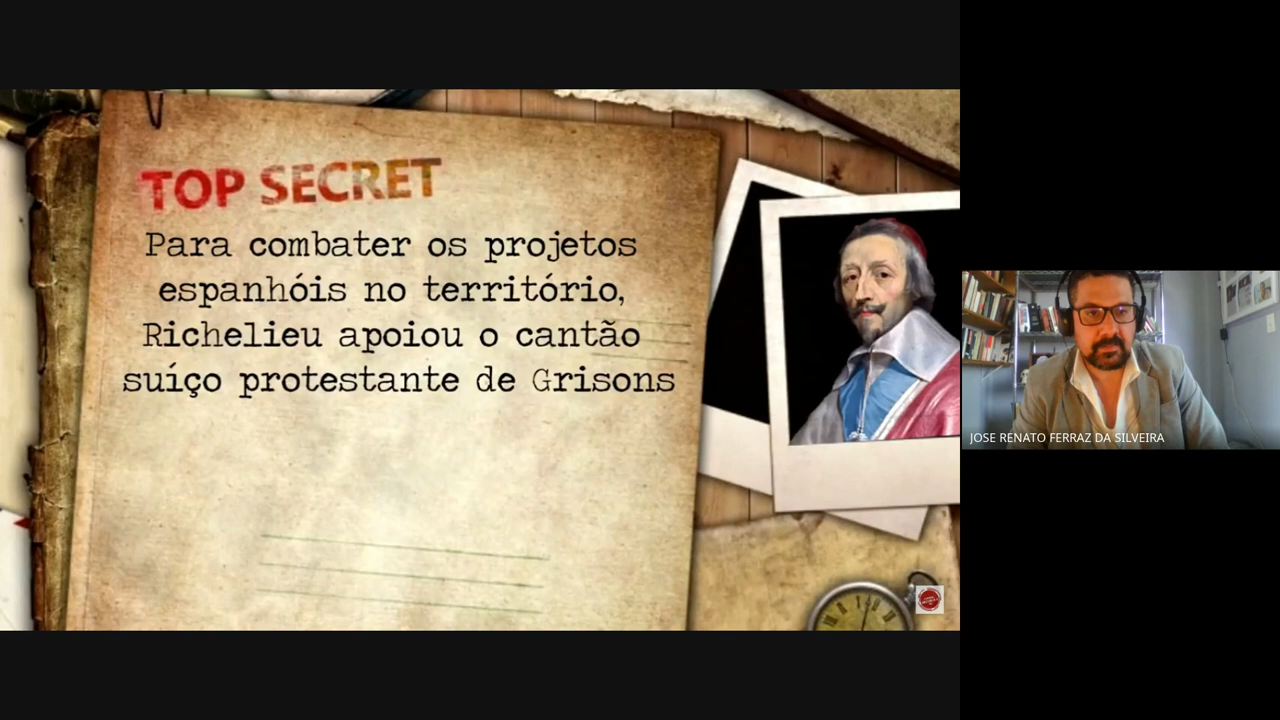 TOP SECRET
Para combater os projetos
espanhóis no território,
Richelieu apoiou o cantão
suíço protestante de Grisons
JOSE RENATO FERRAZ DA SILVEIRA